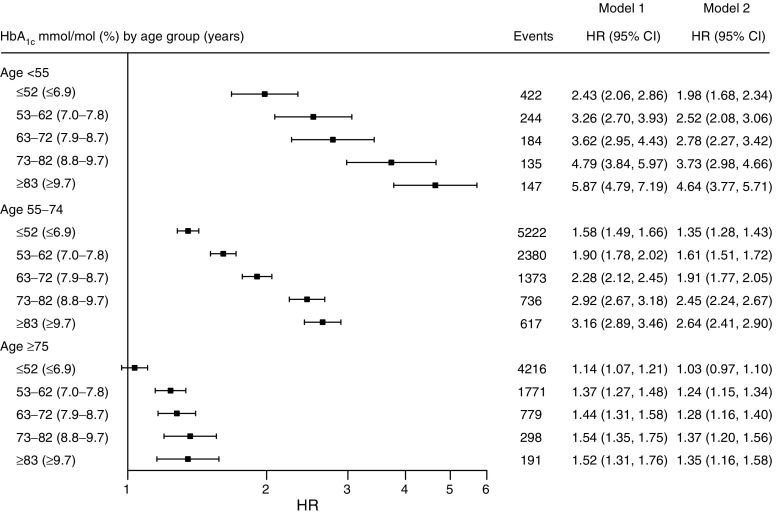 Model 1 Model 2
HbA1c mmol/mol (%) by age group (years) Events HR (95% CI) HR (95% CI)
Age <55
≤52 (≤6.9) 422 2.43 (2.06, 2.86) 1.98 (1.68, 2.34)
53–62 (7.0–7.8) 244 3.26 (2.70, 3.93) 2.52 (2.08, 3.06)
63–72 (7.9–8.7) 184 3.62 (2.95, 4.43) 2.78 (2.27, 3.42)
73–82 (8.8–9.7) 135 4.79 (3.84, 5.97) 3.73 (2.98, 4.66)
≥83 (≥9.7) 147 5.87 (4.79, 7.19) 4.64 (3.77, 5.71)
Age 55–74
≤52 (≤6.9) 5222 1.58 (1.49, 1.66) 1.35 (1.28, 1.43)
53–62 (7.0–7.8) 2380 1.90 (1.78, 2.02) 1.61 (1.51, 1.72)
63–72 (7.9–8.7) 1373 2.28 (2.12, 2.45) 1.91 (1.77, 2.05)
73–82 (8.8–9.7) 736 2.92 (2.67, 3.18) 2.45 (2.24, 2.67)
≥83 (≥9.7) 617 3.16 (2.89, 3.46) 2.64 (2.41, 2.90)
Age ≥75
≤52 (≤6.9) 4216 1.14 (1.07, 1.21) 1.03 (0.97, 1.10)
53–62 (7.0–7.8) 1771 1.37 (1.27, 1.48) 1.24 (1.15, 1.34)
63–72 (7.9–8.7) 779 1.44 (1.31, 1.58) 1.28 (1.16, 1.40)
73–82 (8.8–9.7) 298 1.54 (1.35, 1.75) 1.37 (1.20, 1.56)
≥83 (≥9.7) 191 1.52 (1.31, 1.76) 1.35 (1.16, 1.58)
1 2 3 4 5 6
HR